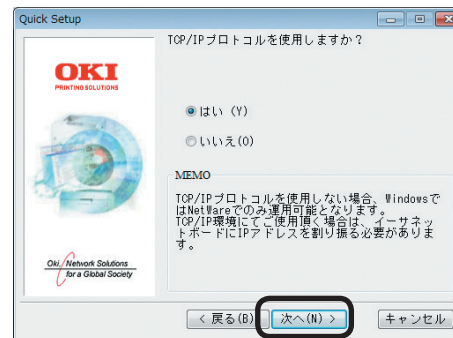 Quick Setup
TCP/IPプロトコルを使用しますか？
OKI
PRINTING SOLUTIONS
はい (Y)
いいえ(O)
MEMO
TCP/IPプロトコルを使用しない場合、Windowsで
はNetWareでのみ運用可能となります。
TCP/IP環境にてご使用頂く場合は、イーサネッ
トボードにIPアドレスを割り振る必要がありま
す。
Oki, Network Solutions
for a Global Society
< 戻る(B)
次へ(N) >
キャンセル